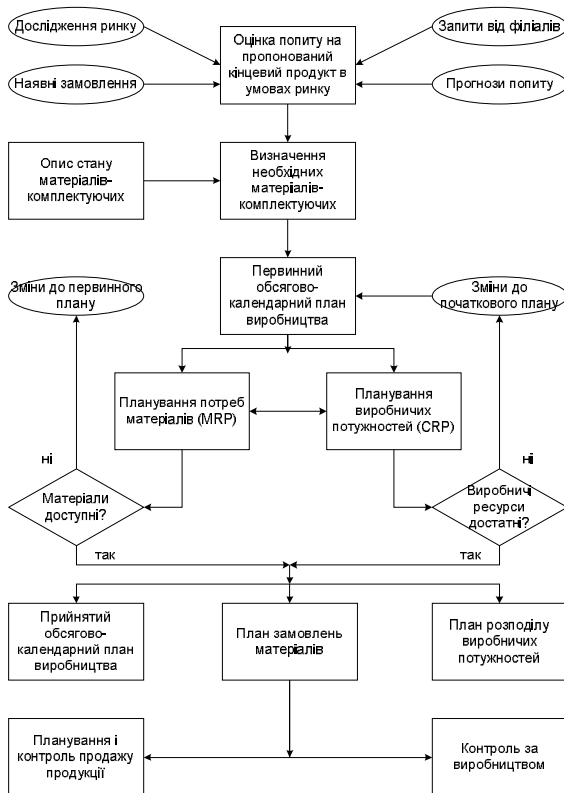 Дослідження ринку
Наявні замовлення
Оцінка попиту на
пропонований
кінцевий продукт в
умовах ринку
Запити від філіалів
Прогнози попиту
Опис стану
матеріалів-
комплектуючих
Визначення
необхідних
матеріалів-
комплектуючих
Зміни до первинного
плану
Первинний
обсягово-
календарний план
виробництва
Зміни до
початкового плану
Планування потреб
матеріалів (MRP)
Планування
виробничих
потужностей (CRP)
ні
ні
Матеріали
доступні?
Виробничі
ресурси
достатні?
так
так
Прийнятий
обсягово-
календарний план
виробництва
План замовлень
матеріалів
План розподілу
виробничих
потужностей
Планування і
контроль продажу
продукції
Контроль за
виробництвом